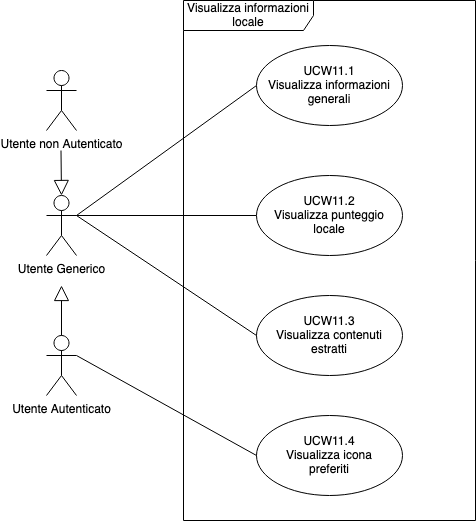 Visualizza informazioni
locale
UCW11.1
Visualizza informazioni
generali
Utente non Autenticato
UCW11.2
Visualizza punteggio
locale
Utente Generico
UCW11.3
Visualizza contenuti
estratti
Utente Autenticato
UCW11.4
Visualizza icona
preferiti